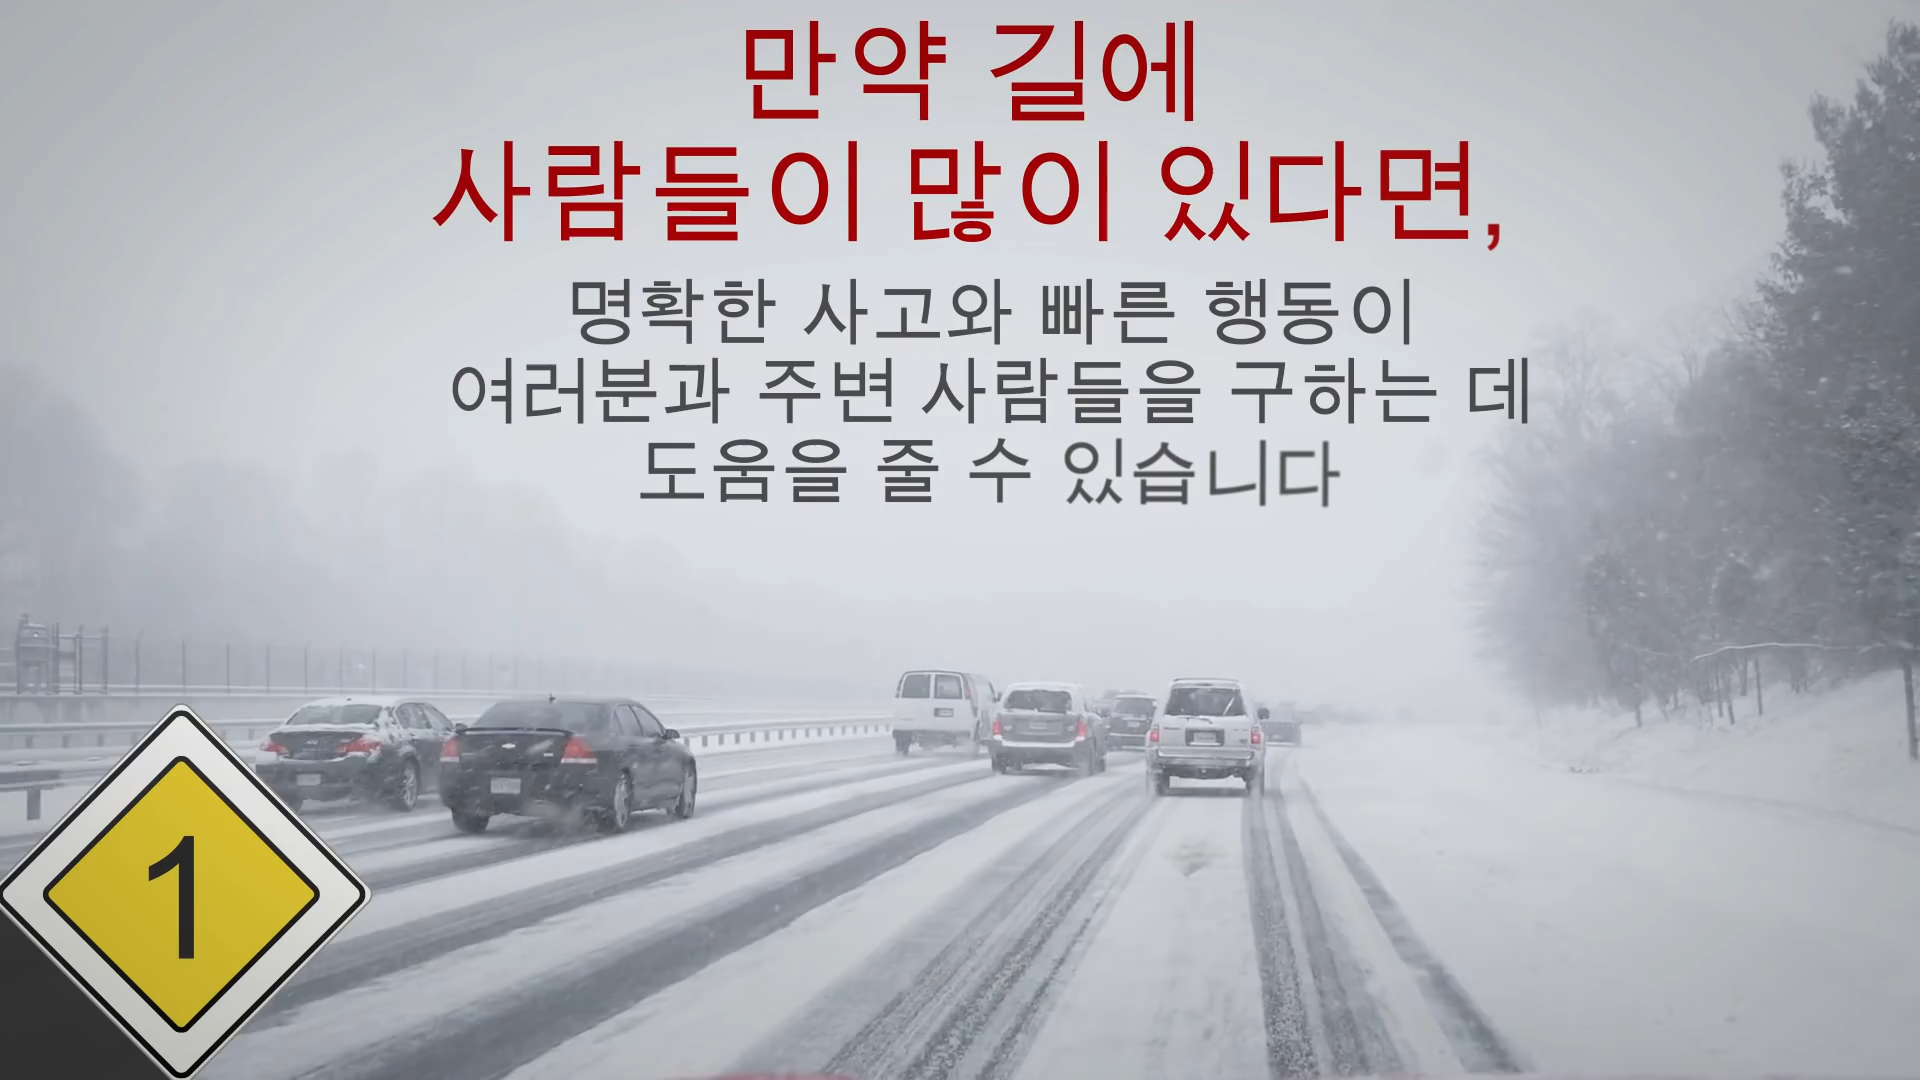 만약 길에
사람들이 많이 있다면,
명확한 사고와 빠른 행동이
여러분과 주변 사람들을 구하는 데
도움을 줄 수 있습니다
1